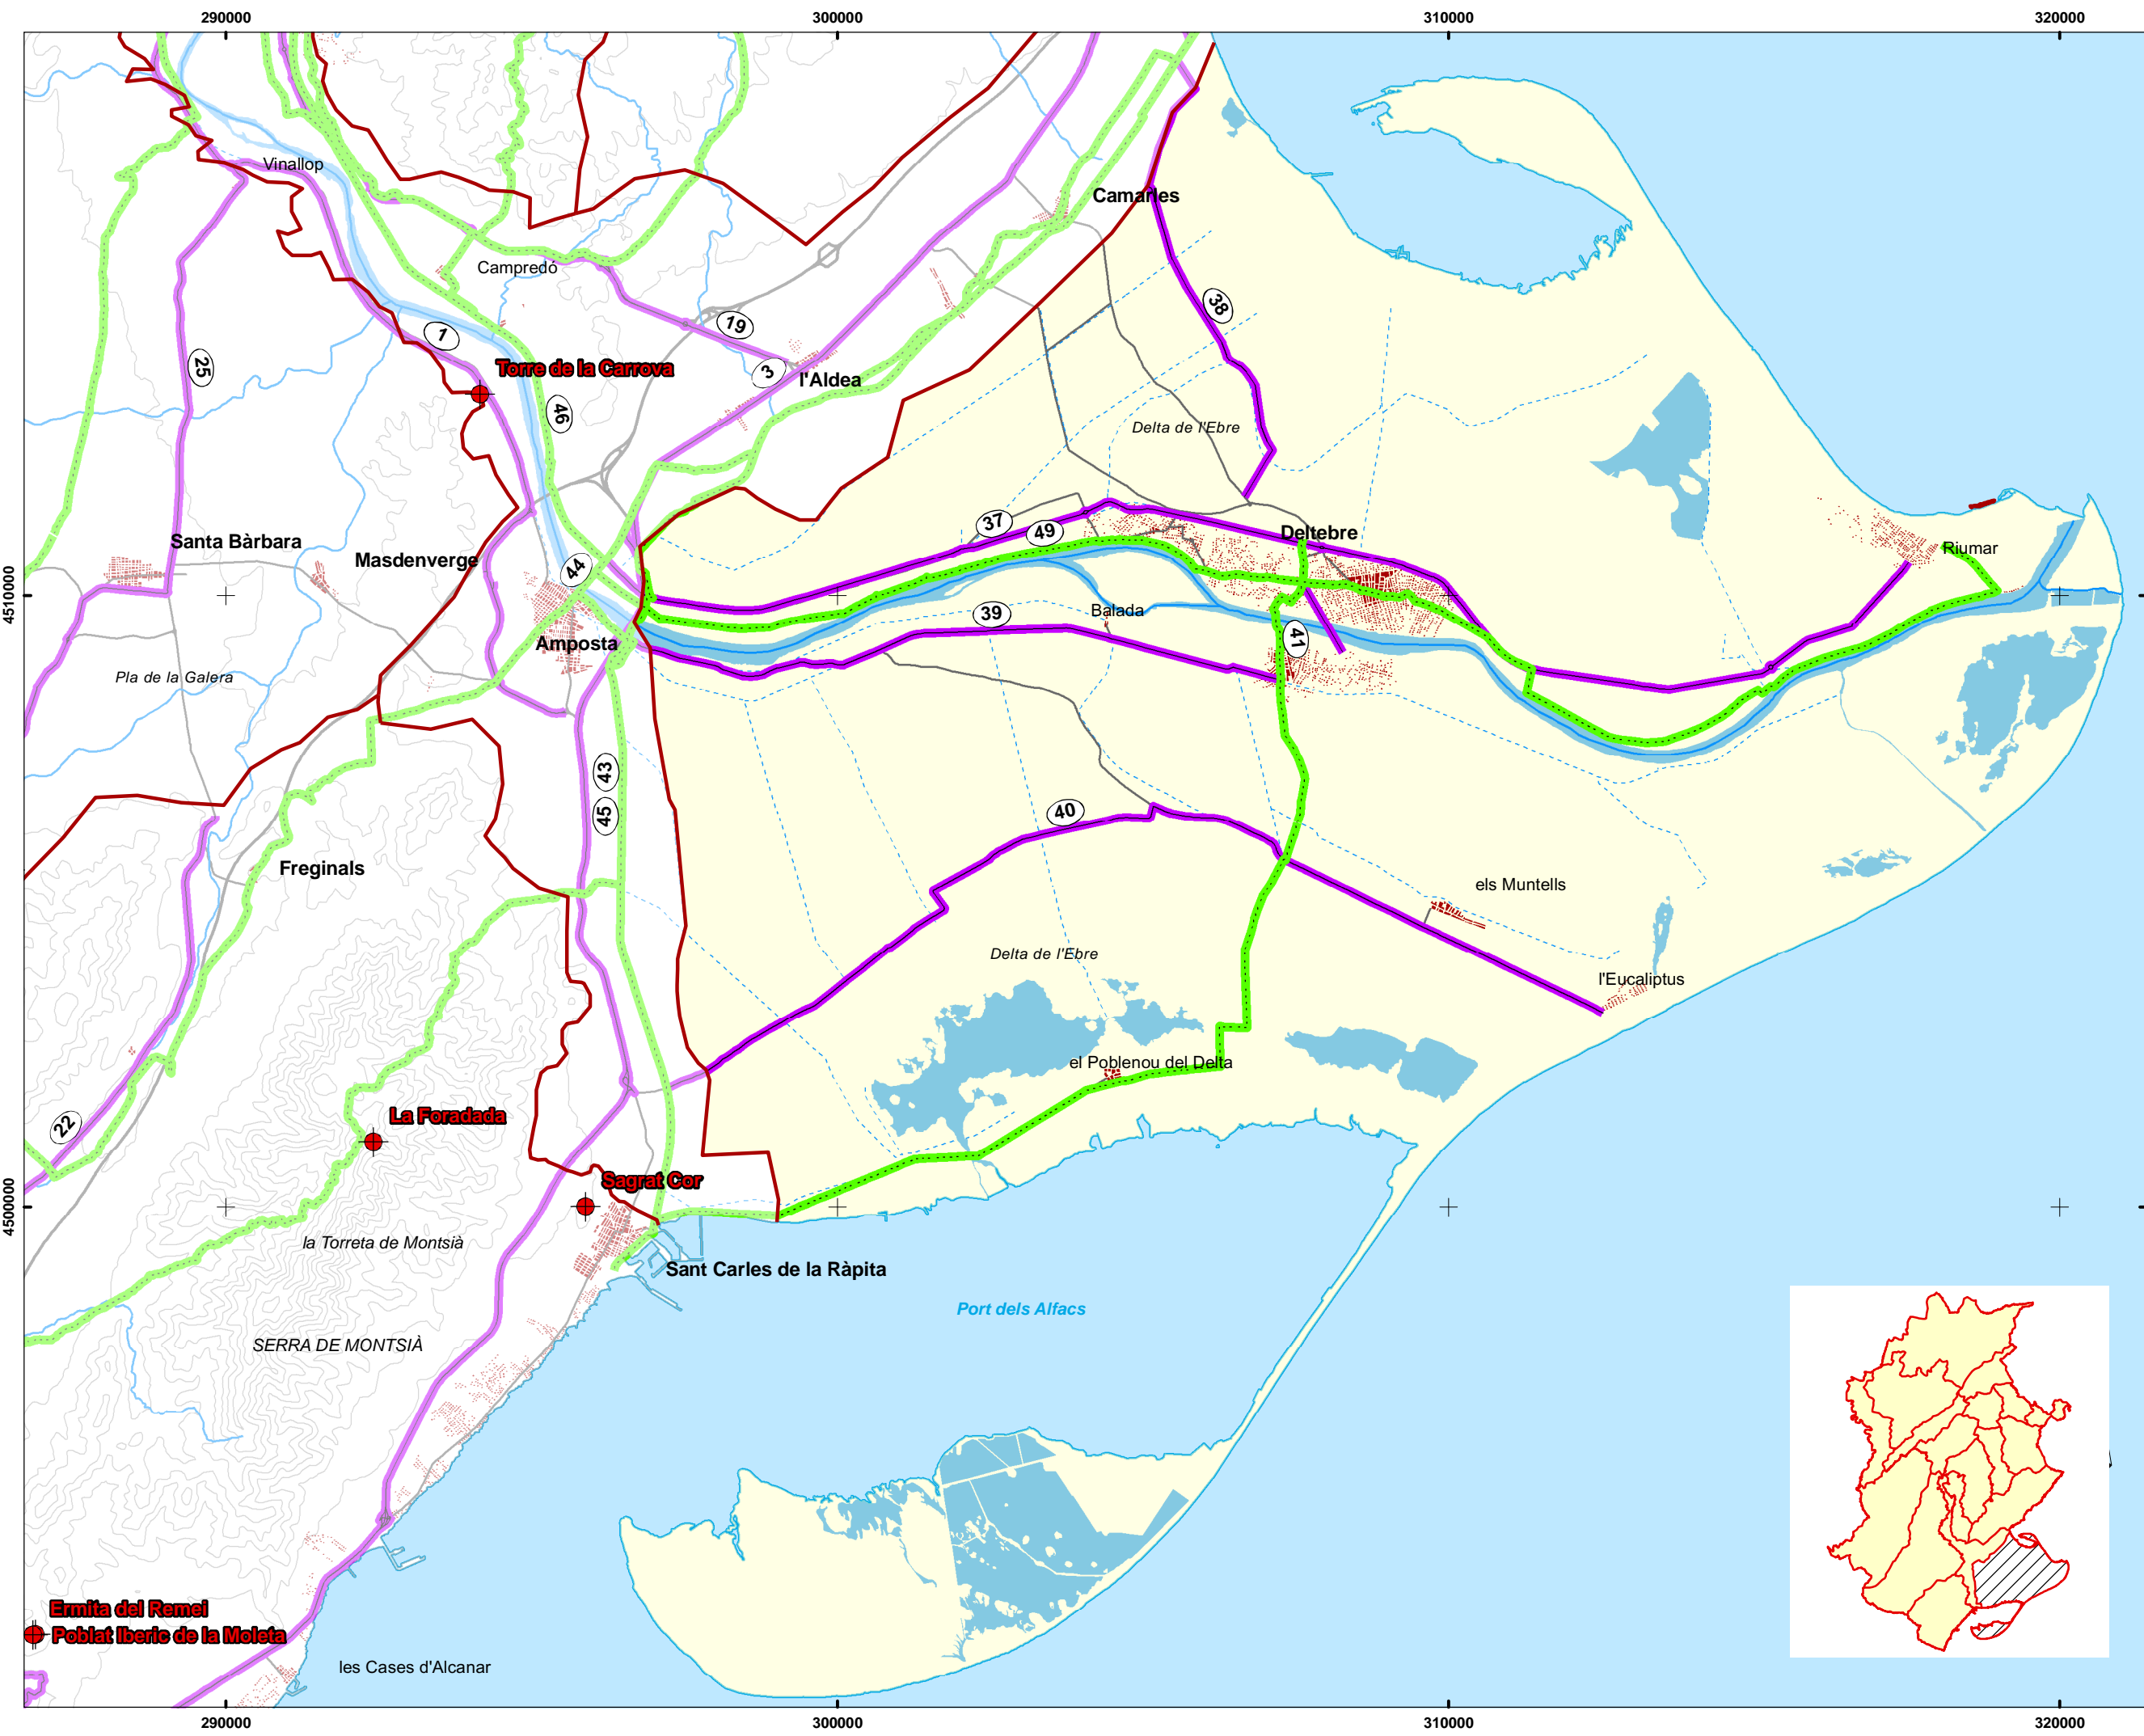 290000
300000
310000
320000
Vinallop
Camarles
Campredó
38
19
1
25
3
Torre de la Carrova
l'Aldea
46
Delta de l'Ebre
37
49
Deltebre
Santa Bàrbara
Masdenverge
Riumar
44
4510000
39
Balada
41
Amposta
Pla de la Galera
43
45
40
Freginals
els Muntells
Delta de l'Ebre
l'Eucaliptus
el Poblenou del Delta
22
La Foradada
Sagrat Cor
4500000
la Torreta de Montsià
Sant Carles de la Ràpita
Port dels Alfacs
SERRA DE MONTSIÀ
Ermita del Remei
Poblat Iberic de la Moleta
les Cases d'Alcanar
290000
300000
310000
320000